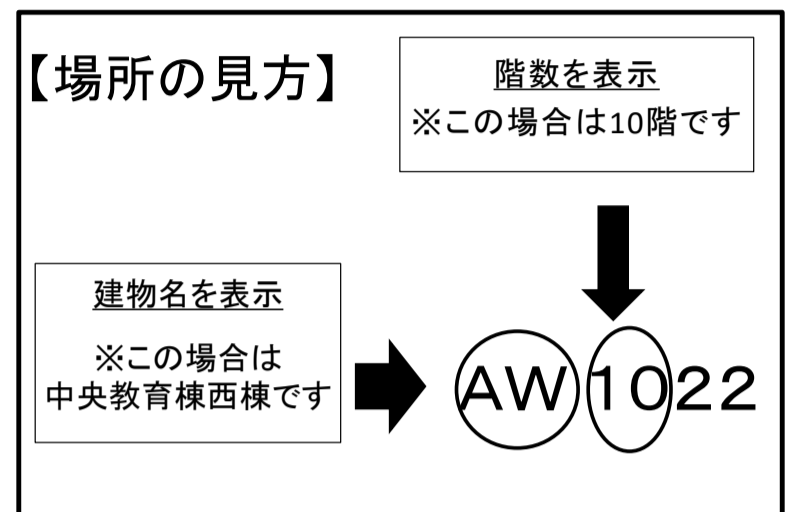 【場所の見方】
階数を表示
※この場合は10階です
建物名を表示
※この場合は
中央教育棟西棟です
AW1022